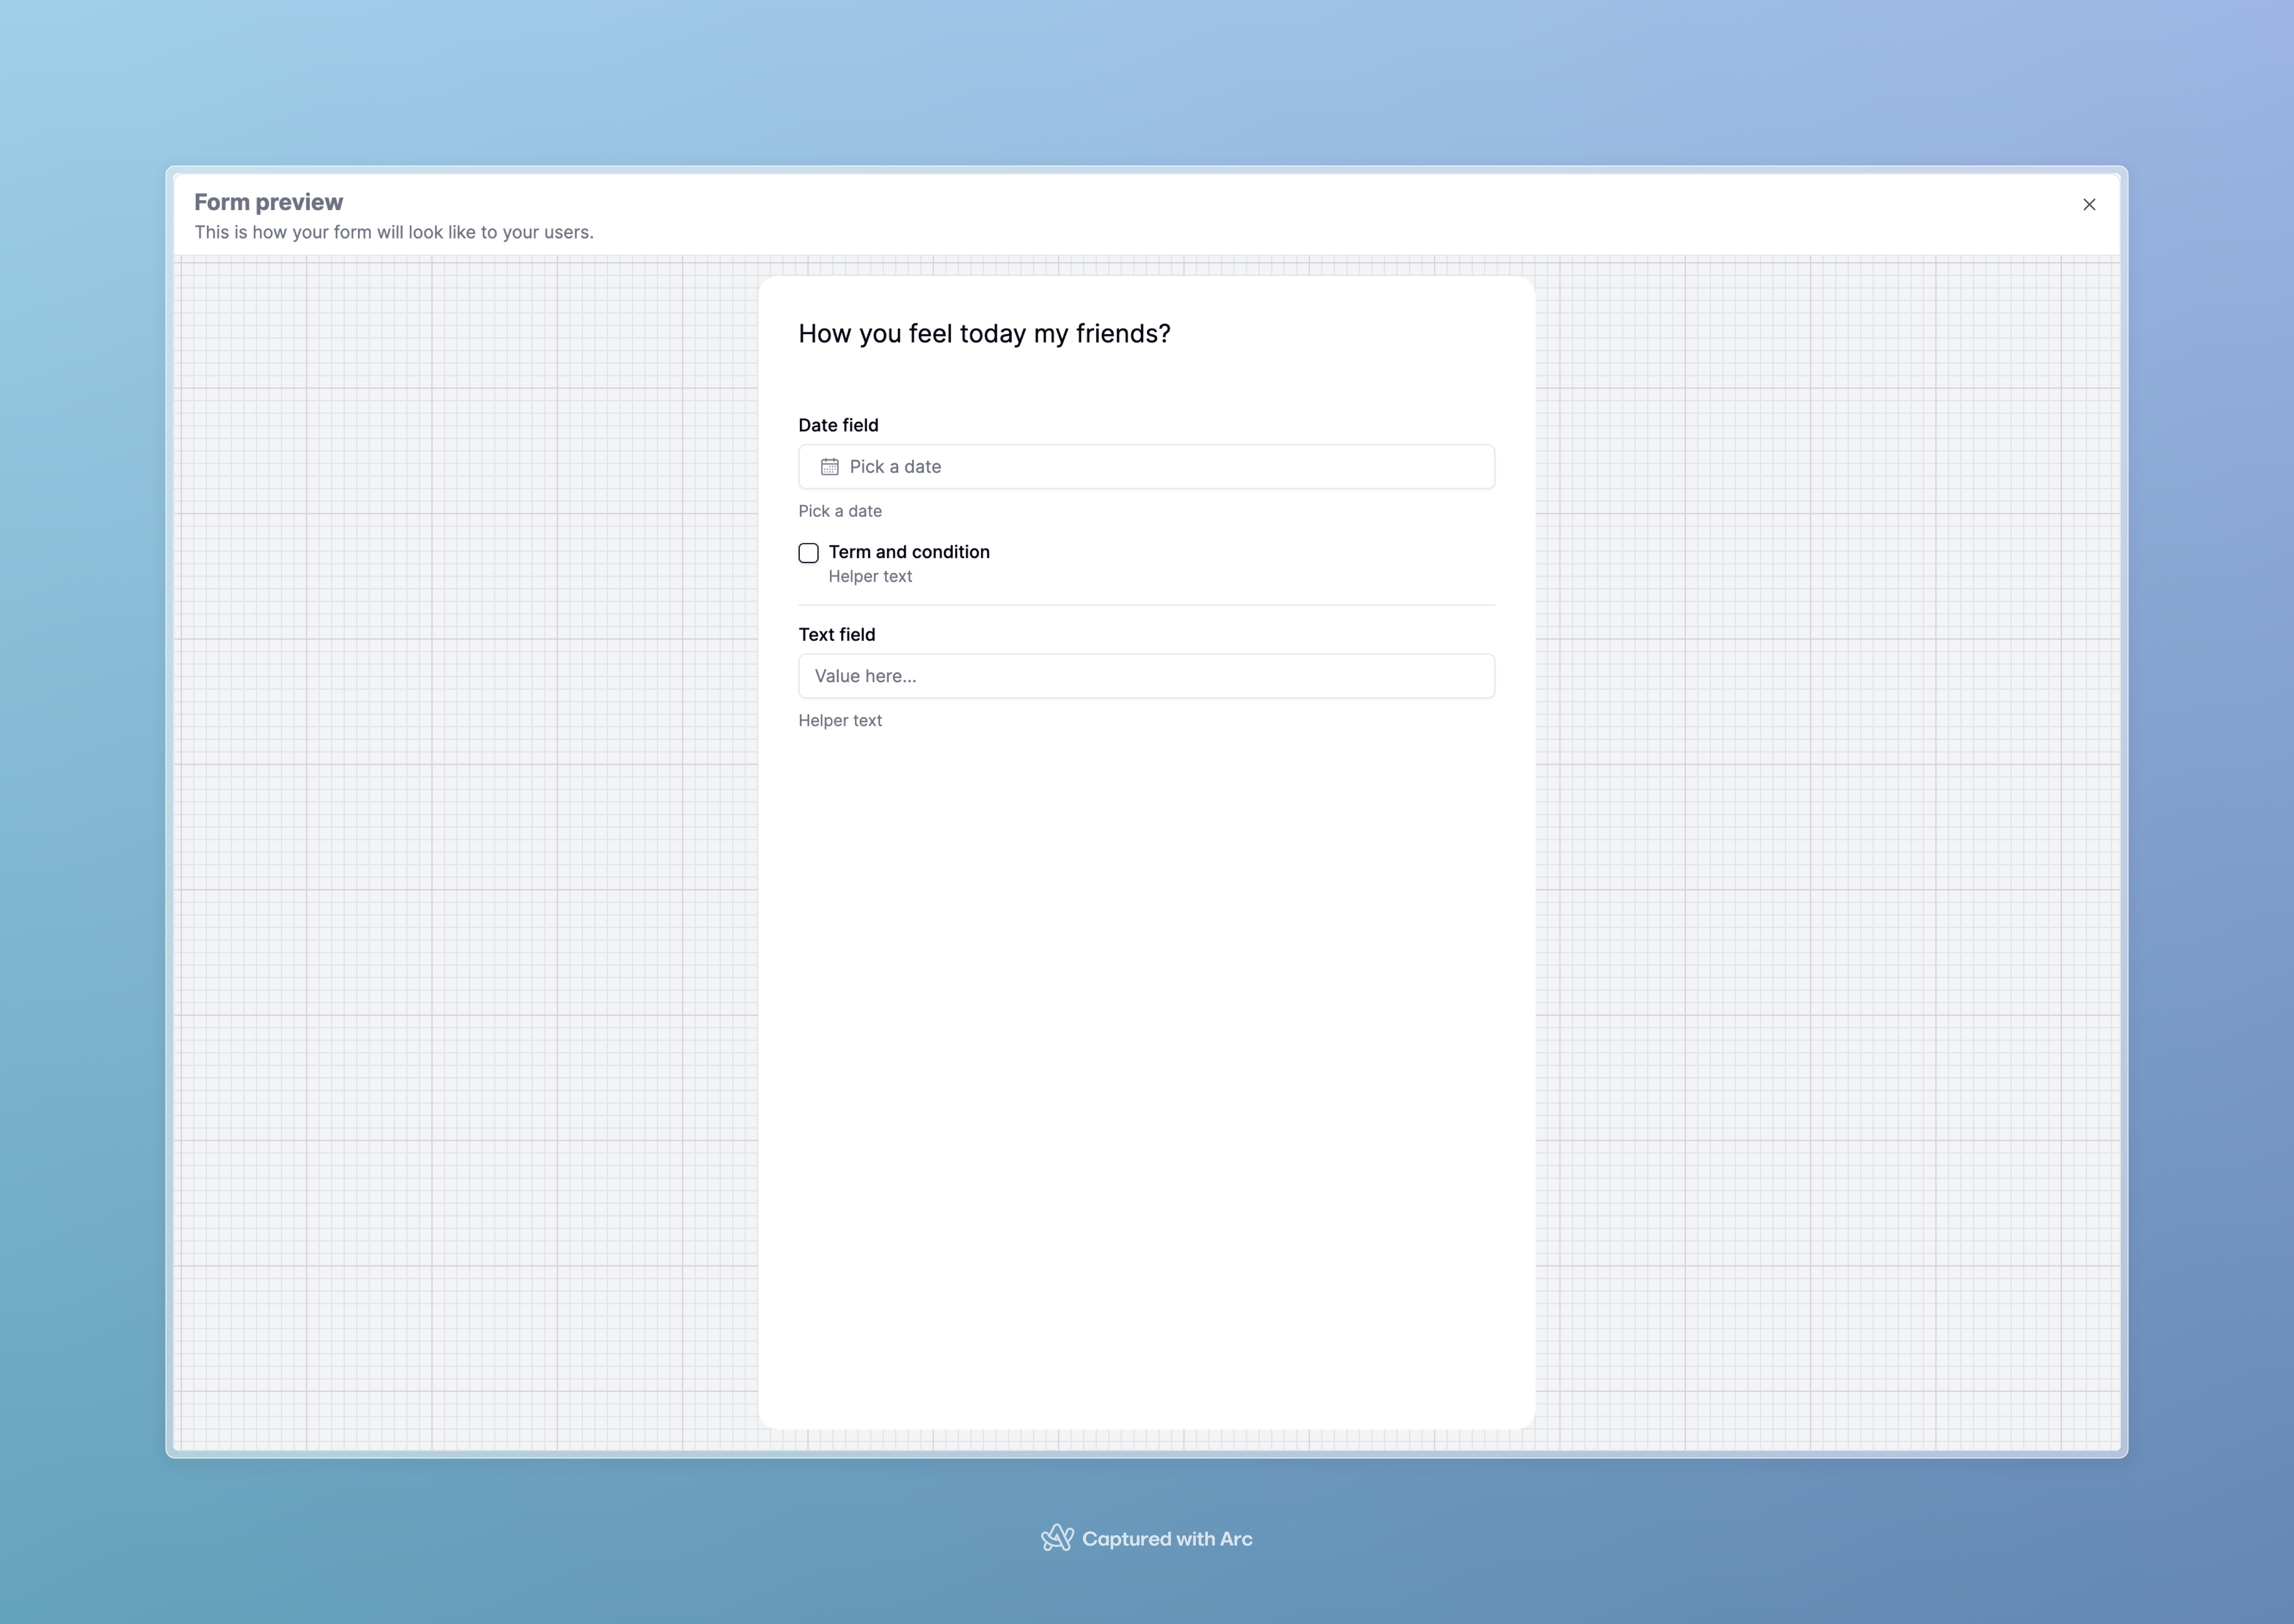 Form preview
This is how your form will look like to your users.
How you feel today my friends?
Date field
Pick a date
Pick a date
Term and condition
Helper text
Text field
Value here...
Helper text
Captured with Arc